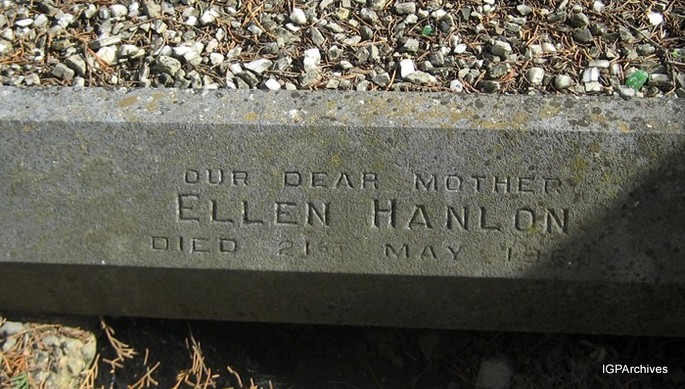 OUR DEAR MOTHER
ELLEN HANLON
DIED 21ST MAY
IGPArchives